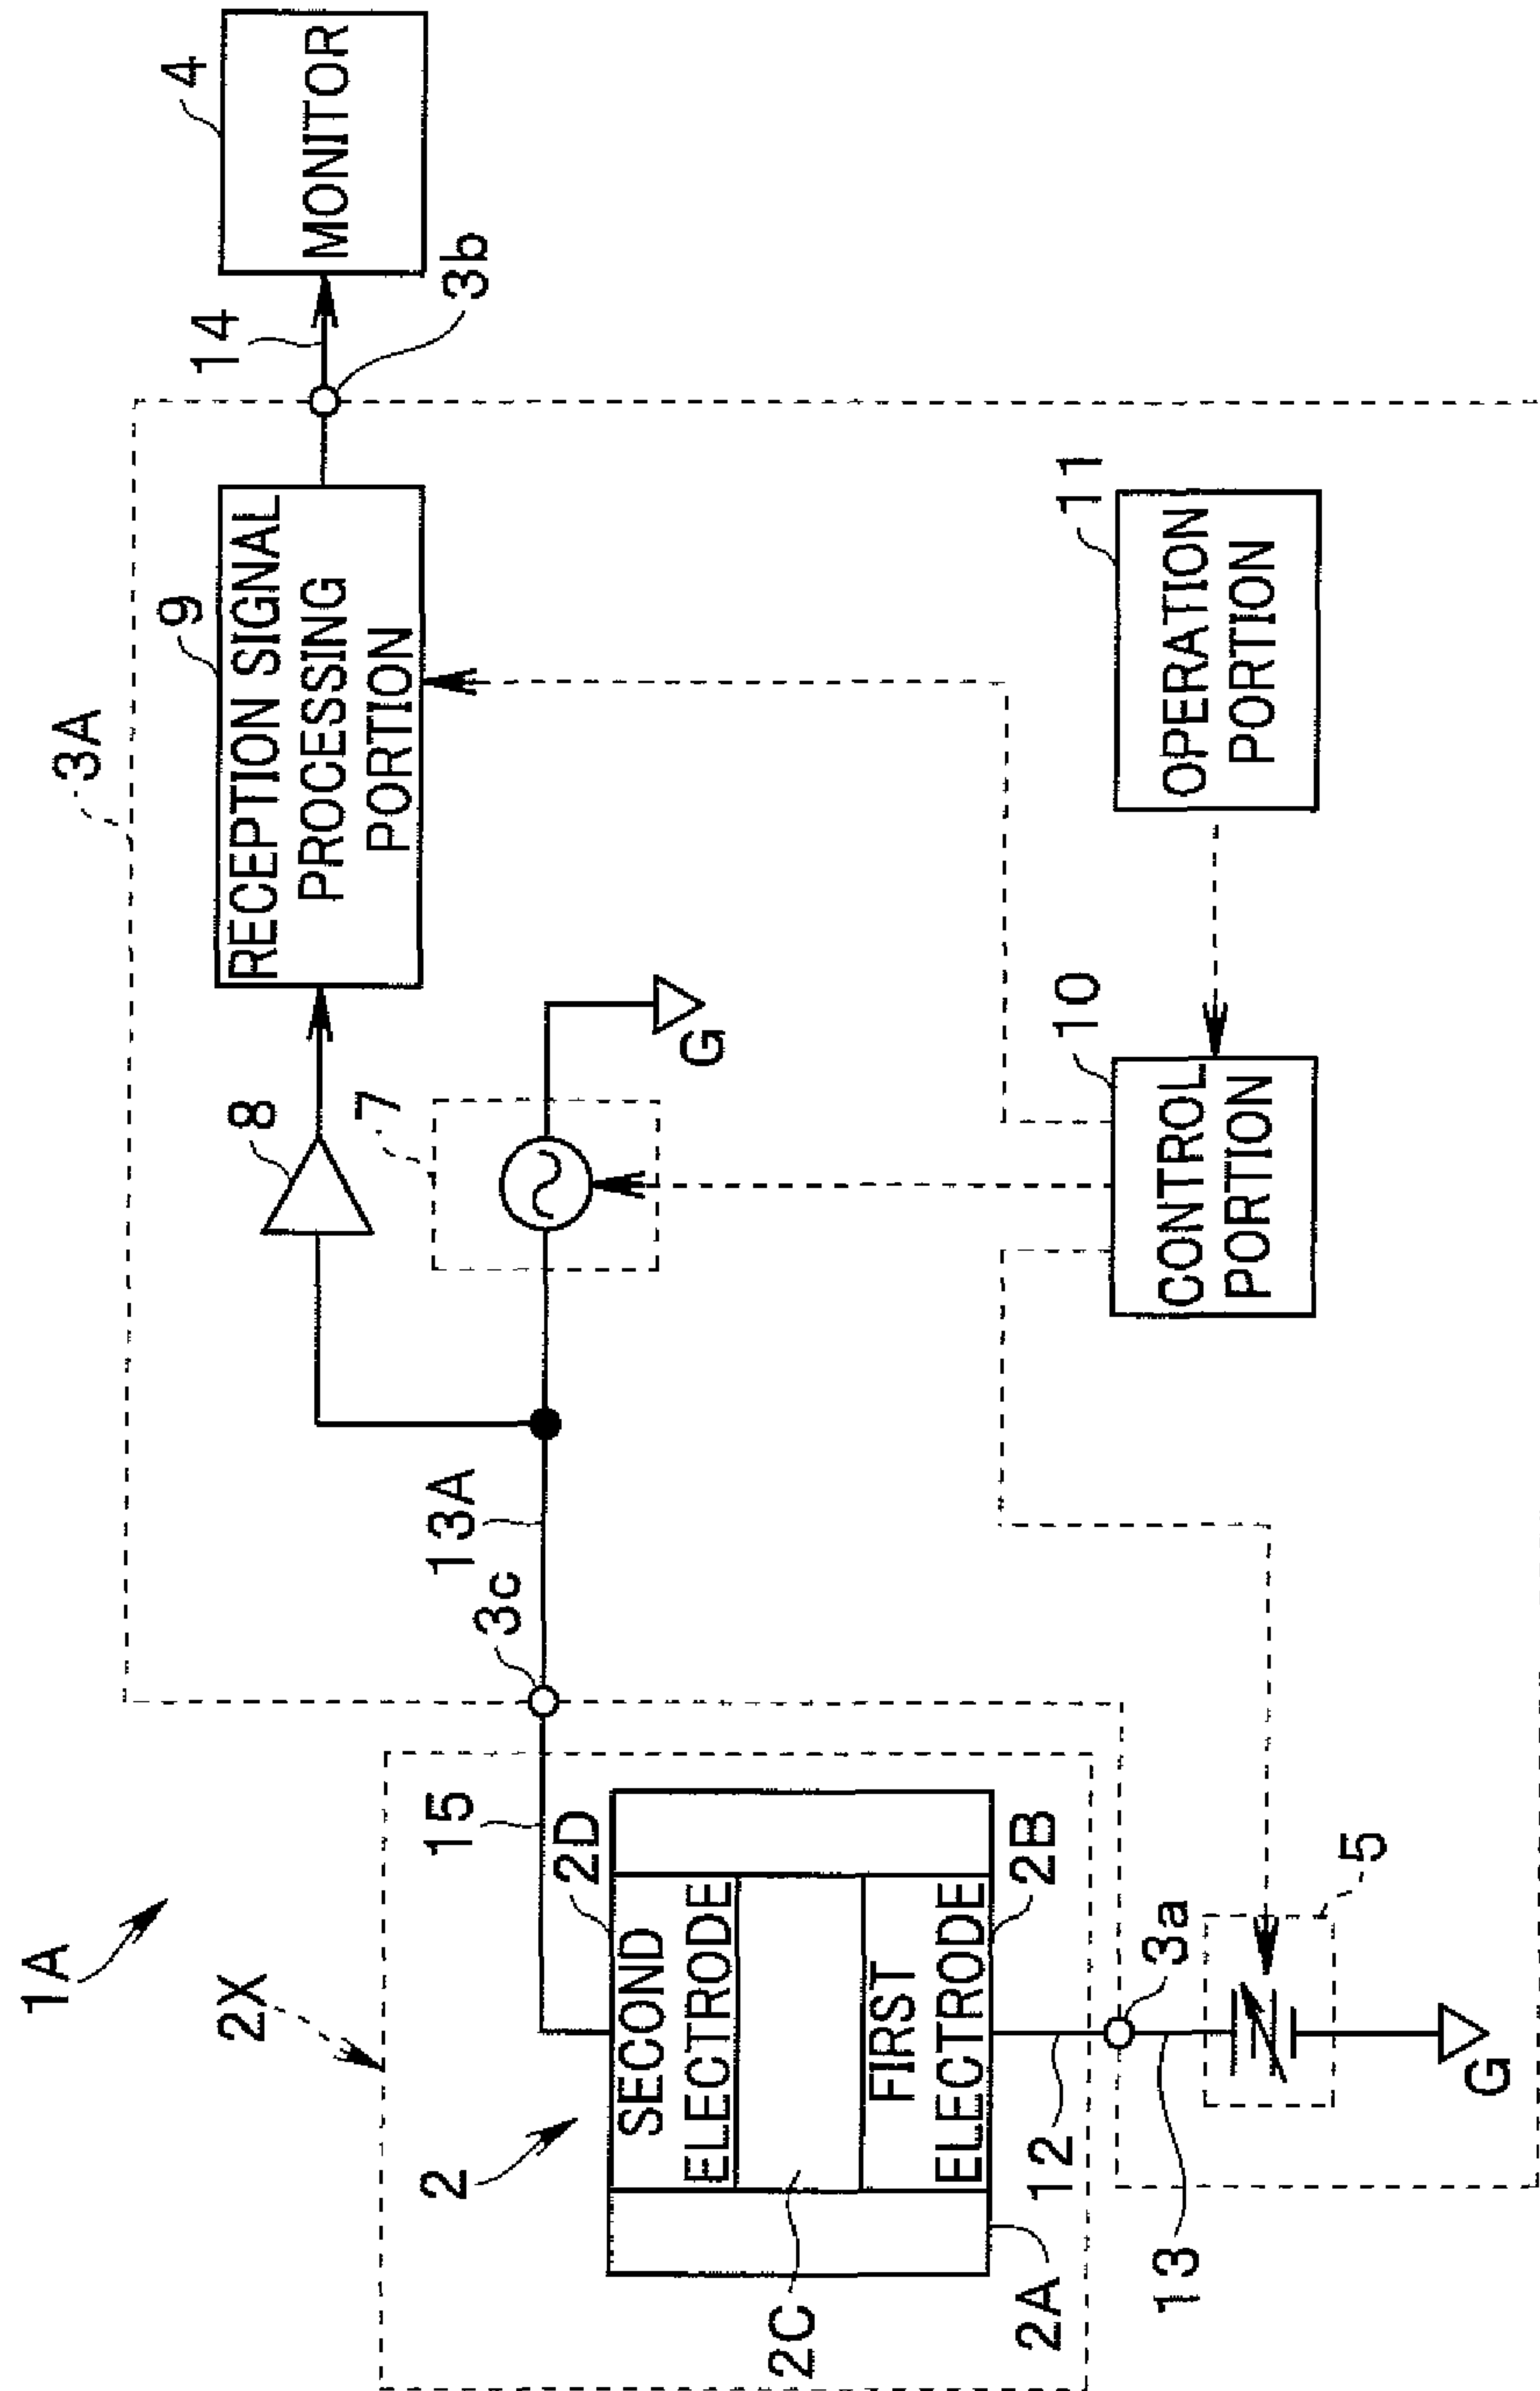 1A
2X
2
2C
2A
SECOND
ELECTRODE
2D
FIRST
ELECTRODE
2B
15
12
13
3a
5
G
3c
13A
3A
8
7
G
9
RECEPTION SIGNAL
PROCESSING
PORTION
10
CONTROL
PORTION
11
OPERATION
PORTION
14
3b
4
MONITOR